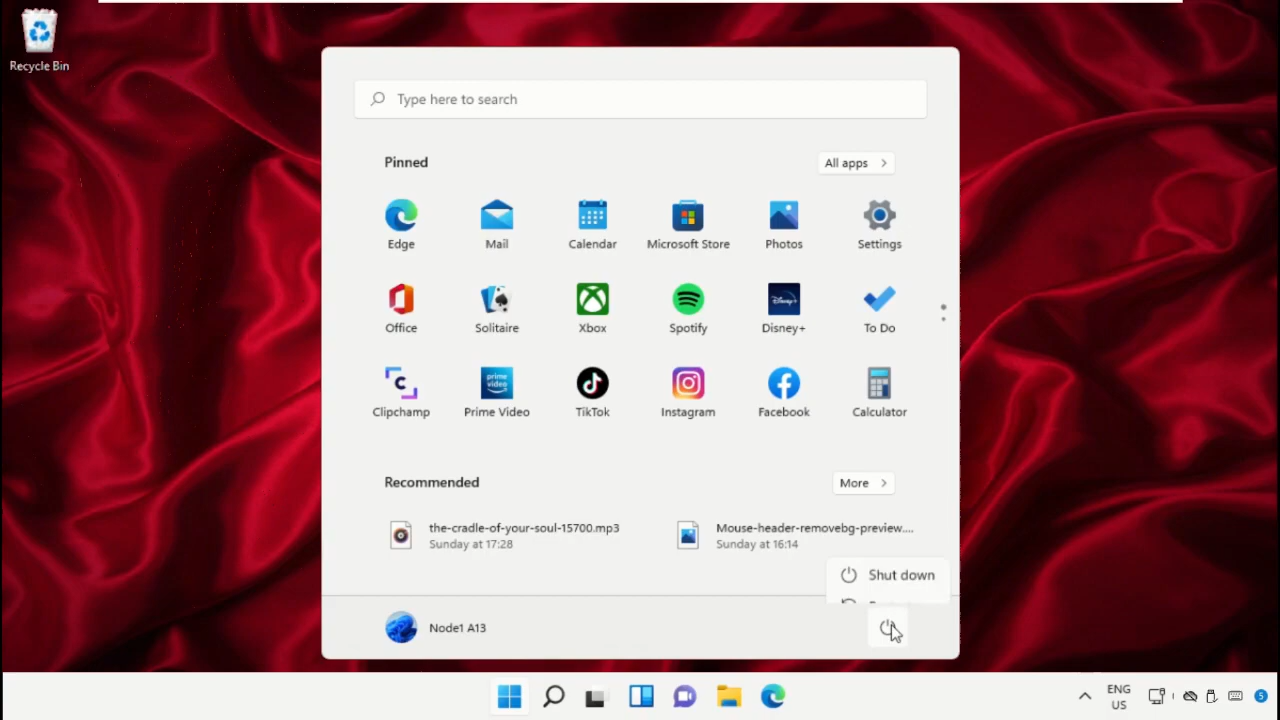 Recycle Bin
Type here to search
Pinned
All apps
Edge
Mail
Calendar
Microsoft Store
Photos
Settings
Office
Solitaire
Xbox
Spotify
Disney+
To Do
Clipchamp
prime video
Prime Video
TikTok
Instagram
Facebook
Calculator
Recommended
More
the-cradle-of-your-soul-15700.mp3
Sunday at 17:28
Mouse-header-removebg-preview....
Sunday at 16:14
Shut down
Node1 A13
ENG
US
5